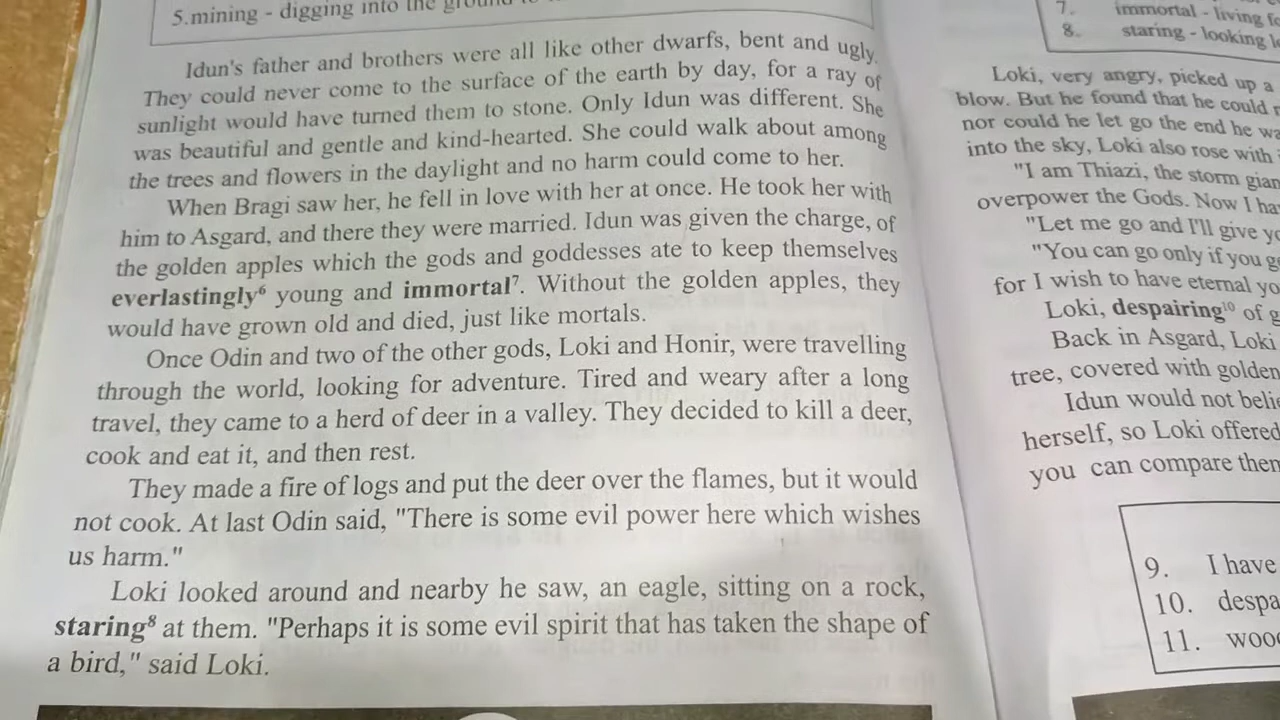 5.mining - digging into the ground to
Idun's father and brothers were all like other dwarfs, bent and ugly.
They could never come to the surface of the earth by day, for a ray of
sunlight would have turned them to stone. Only Idun was different. She
was beautiful and gentle and kind-hearted. She could walk about among
the trees and flowers in the daylight and no harm could come to her.
When Bragi saw her, he fell in love with her at once. He took her with
him to Asgard, and there they were married. Idun was given the charge, of
the golden apples which the gods and goddesses ate to keep themselves
everlastingly⁶ young and immortal⁷. Without the golden apples, they
would have grown old and died, just like mortals.
Once Odin and two of the other gods, Loki and Honir, were travelling
through the world, looking for adventure. Tired and weary after a long
travel, they came to a herd of deer in a valley. They decided to kill a deer,
cook and eat it, and then rest.
They made a fire of logs and put the deer over the flames, but it would
not cook. At last Odin said, "There is some evil power here which wishes
us harm."
Loki looked around and nearby he saw, an eagle, sitting on a rock,
staring⁸ at them. "Perhaps it is some evil spirit that has taken the shape of
a bird," said Loki.
7. immortal - living
8. staring - looking
Loki, very angry, picked up a
blow. But he found that he could
nor could he let go the end he
into the sky, Loki also rose with
"I am Thiazi, the storm
overpower the Gods. Now I
"Let me go and I'll give
"You can go only if you
for I wish to have eternal
Loki, despairing¹⁰ of
Back in Asgard, Loki
tree, covered with golden
Idun would not
herself, so Loki offered
you can compare
9. I have
10.
11.